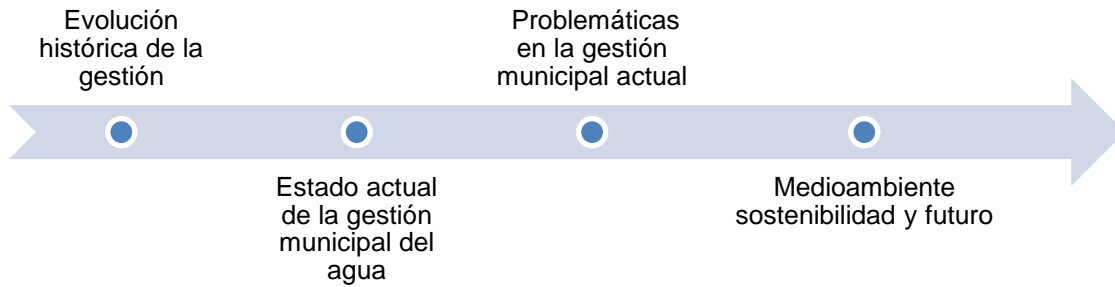 Evolución
histórica de la
gestión
Estado actual
de la gestión
municipal del
agua
Problemáticas
en la gestión
municipal actual
Medioambiente
sostenibilidad y futuro